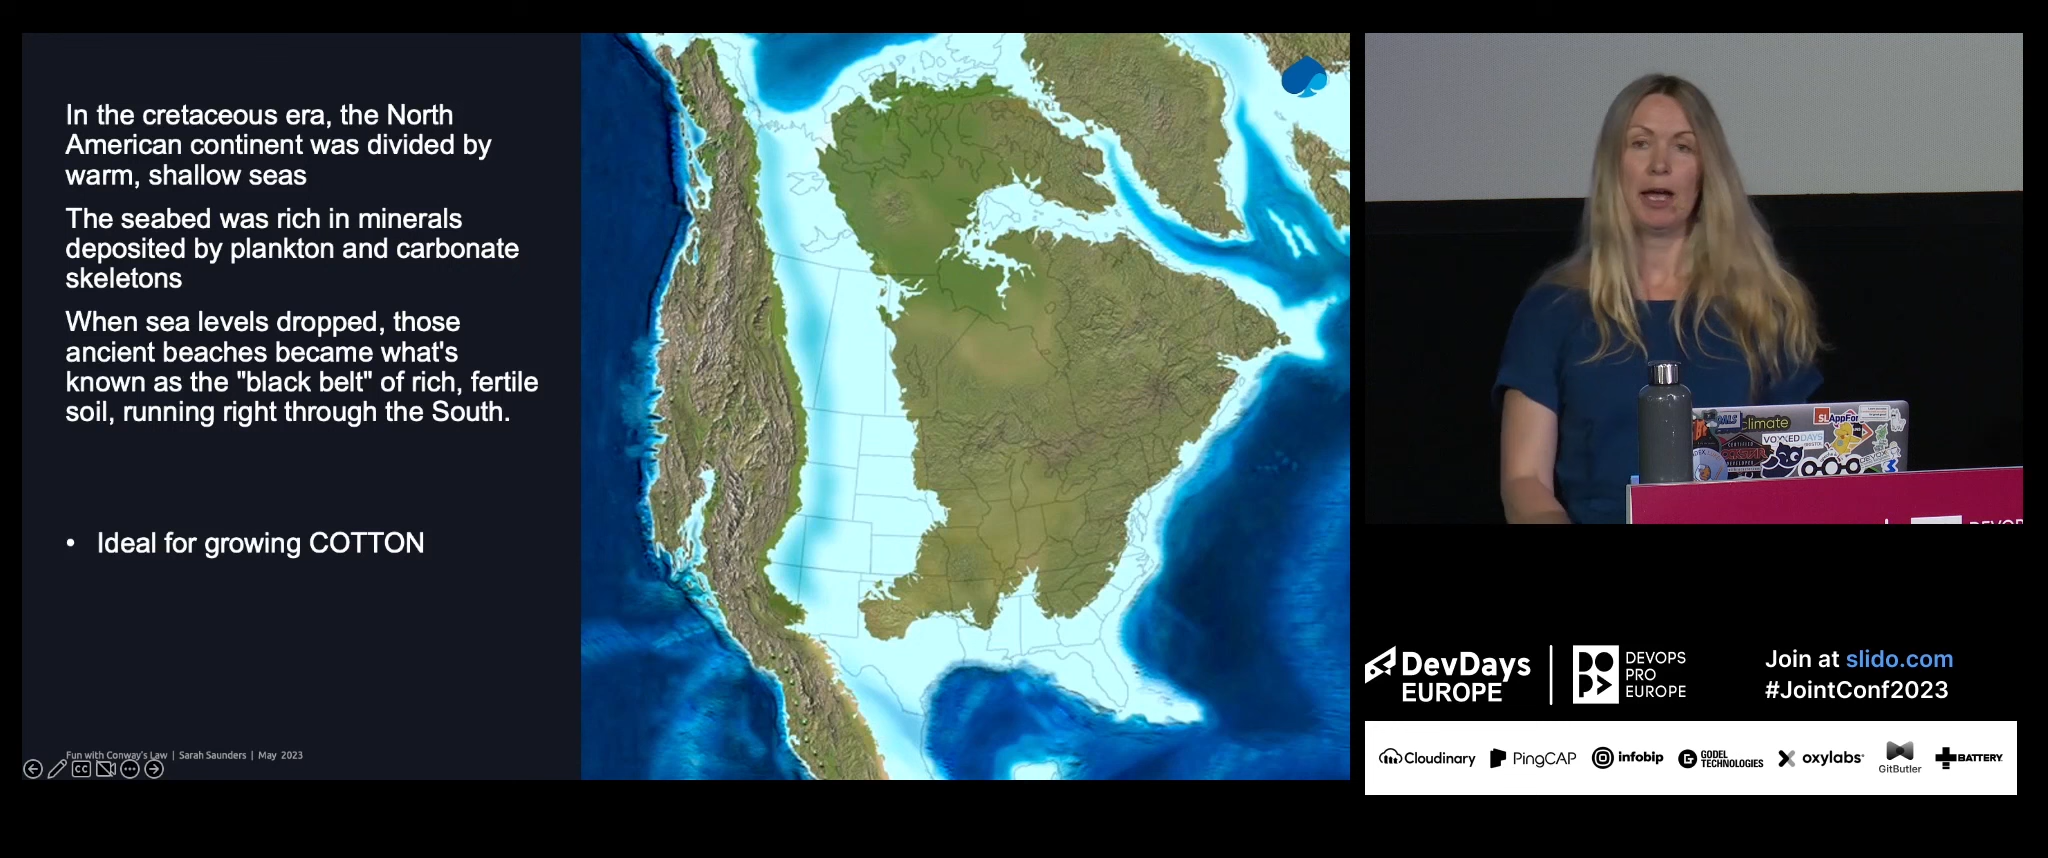 In the cretaceous era, the North
American continent was divided by
warm, shallow seas
The seabed was rich in minerals
deposited by plankton and carbonate
skeletons
When sea levels dropped, those
ancient beaches became what's
known as the "black belt" of rich, fertile
soil, running right through the South.
• Ideal for growing COTTON
Fun with Conway's Law | Sarah Saunders | May 2023
CC
climate
AppFor
VOXXED DAYS
DevDays
EUROPE
DEVOPS
PRO
EUROPE
Join at slido.com
#JointConf2023
Cloudinary
PingCAP
infobip
GODEL
TECHNOLOGIES
oxylabs
GitButler
BATTERY